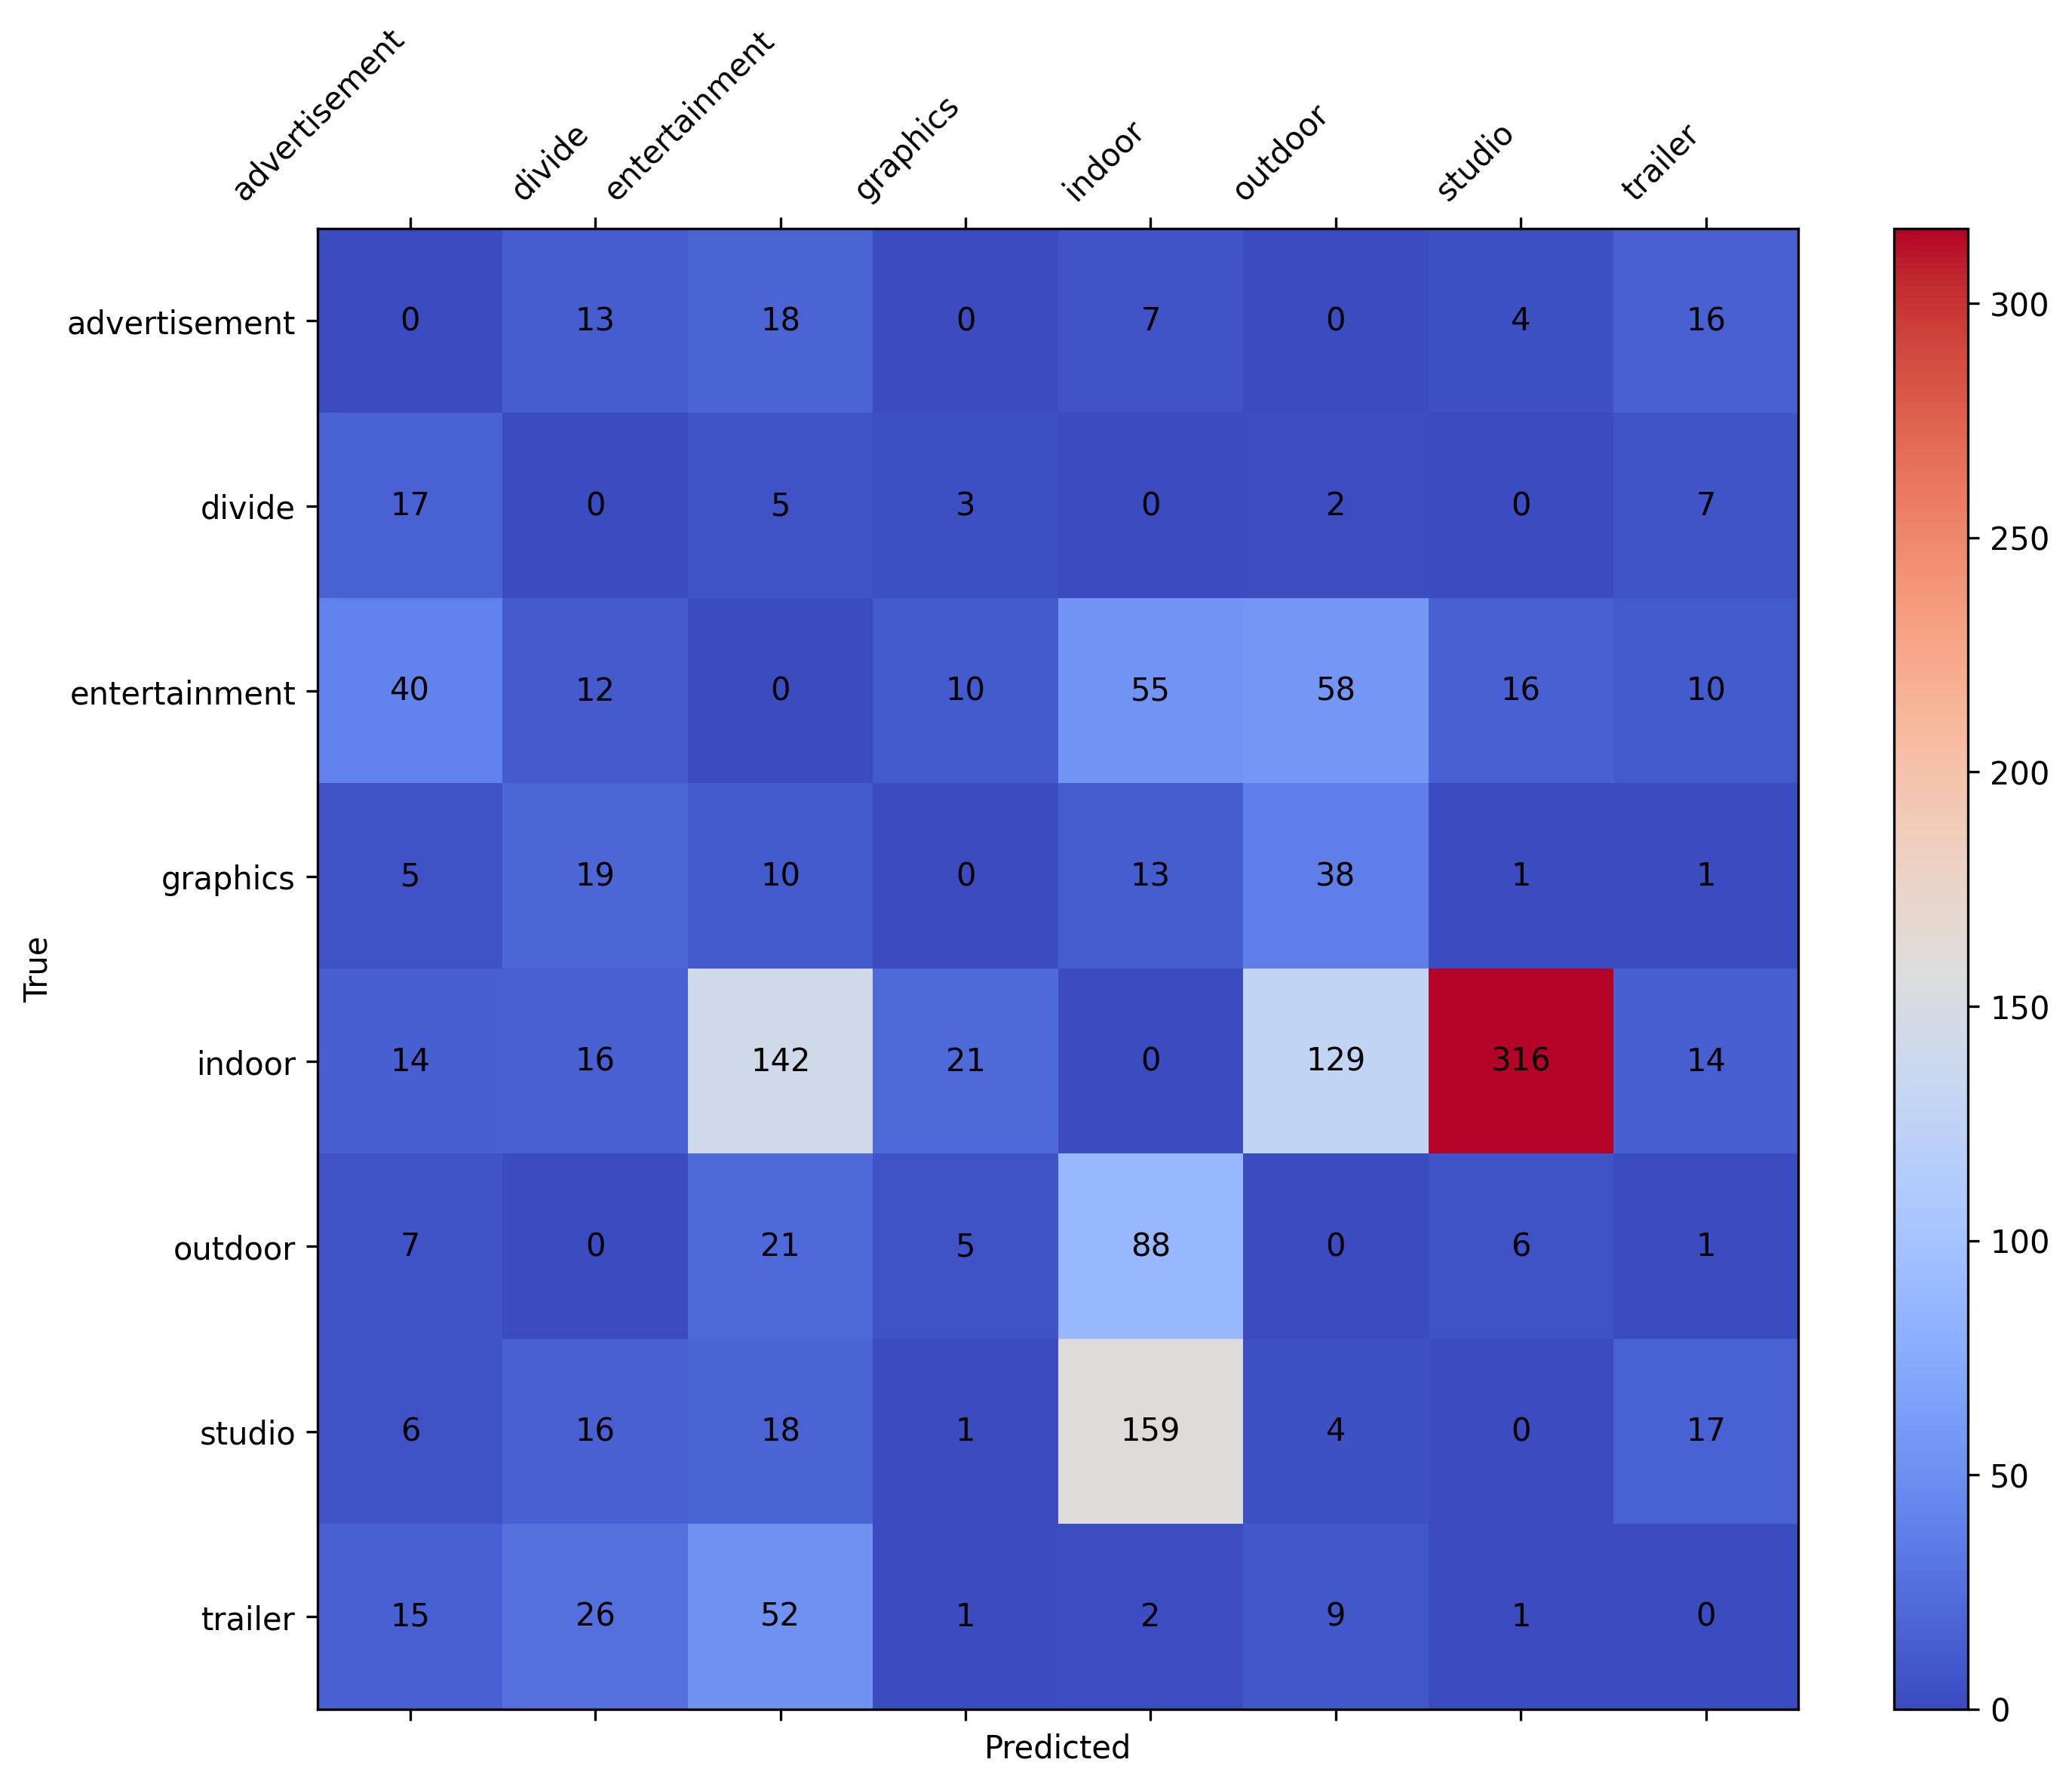 advertisement divide entertainment graphics indoor outdoor studio trailer
advertisement 0 13 18 0 7 0 4 16
divide 17 0 5 3 0 2 0 7
entertainment 40 12 0 10 55 58 16 10
graphics 5 19 10 0 13 38 1 1
indoor 14 16 142 21 0 129 316 14
outdoor 7 0 21 5 88 0 6 1
studio 6 16 18 1 159 4 0 17
trailer 15 26 52 1 2 9 1 0
True
Predicted
300
250
200
150
100
50
0